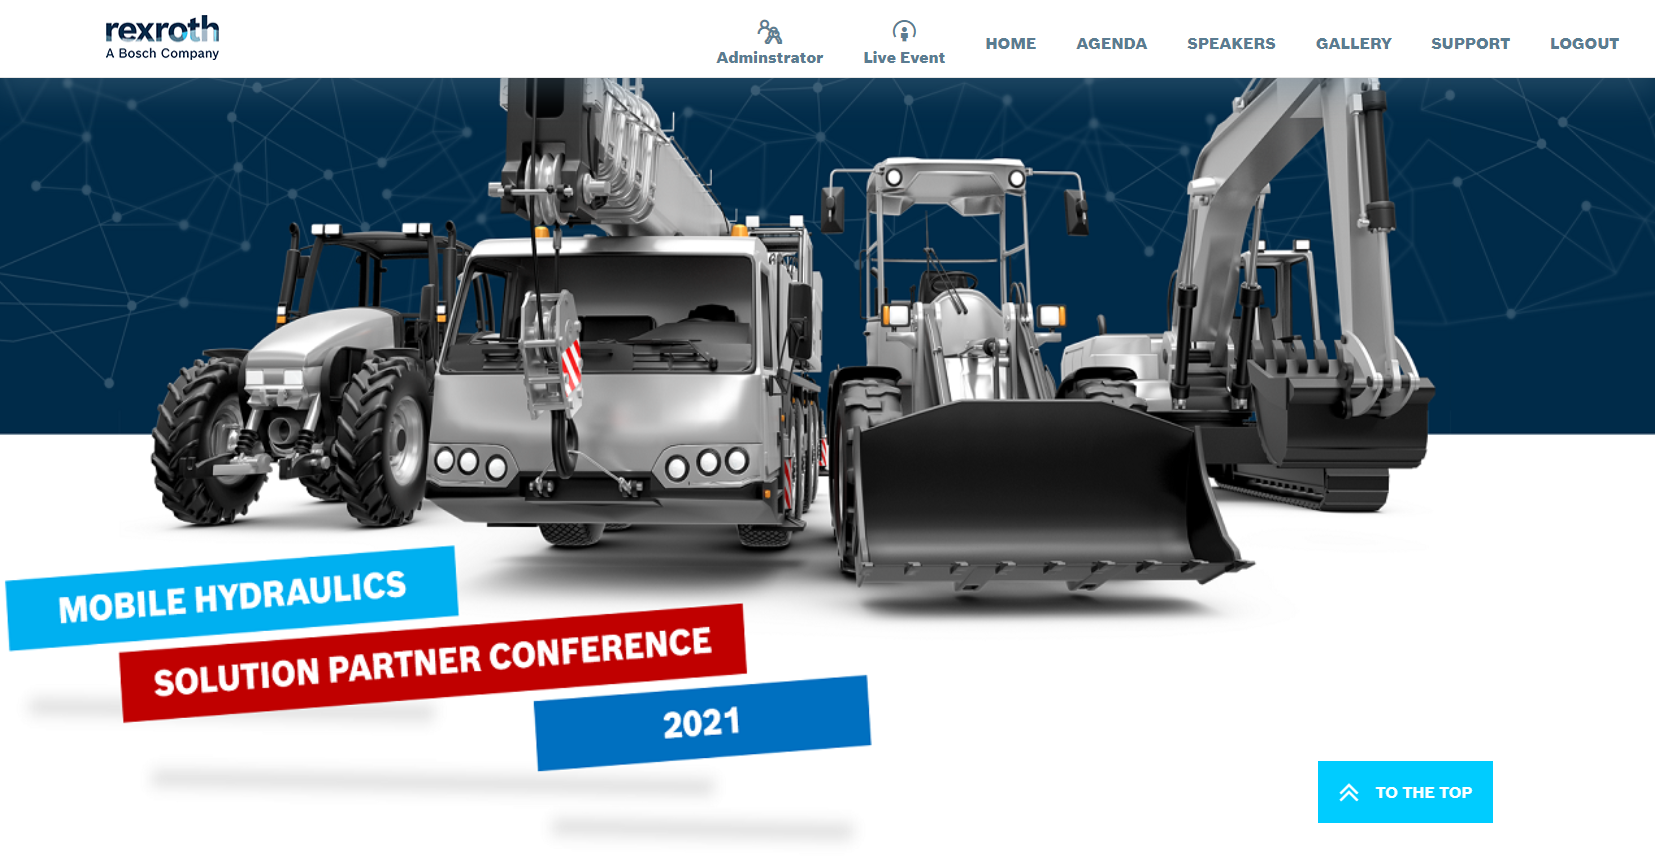 rexroth
A Bosch Company
Adminstrator
Live Event
HOME
AGENDA
SPEAKERS
GALLERY
SUPPORT
LOGOUT
MOBILE HYDRAULICS
SOLUTION PARTNER CONFERENCE
2021
TO THE TOP